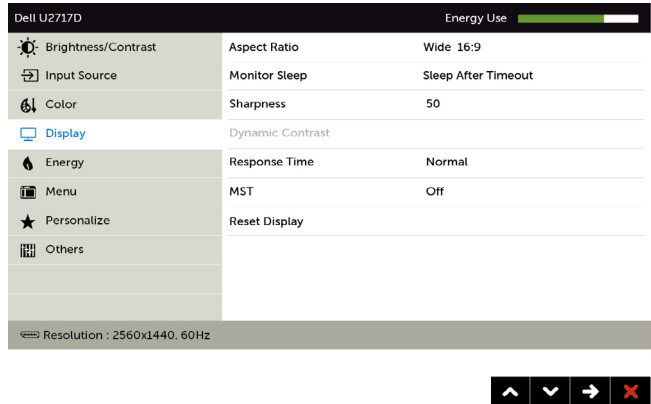 Dell U2717D Energy Use
Brightness/Contrast
Input Source
Color
Display
Energy
Menu
Personalize
Others
Aspect Ratio Wide 16:9
Monitor Sleep Sleep After Timeout
Sharpness 50
Dynamic Contrast
Response Time Normal
MST Off
Reset Display
Resolution : 2560x1440, 60Hz